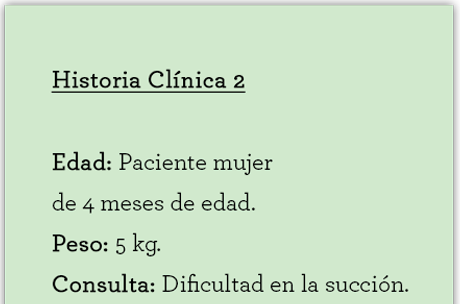 Historia Clínica 2
Edad: Paciente mujer
de 4 meses de edad.
Peso: 5 kg.
Consulta: Dificultad en la succión.